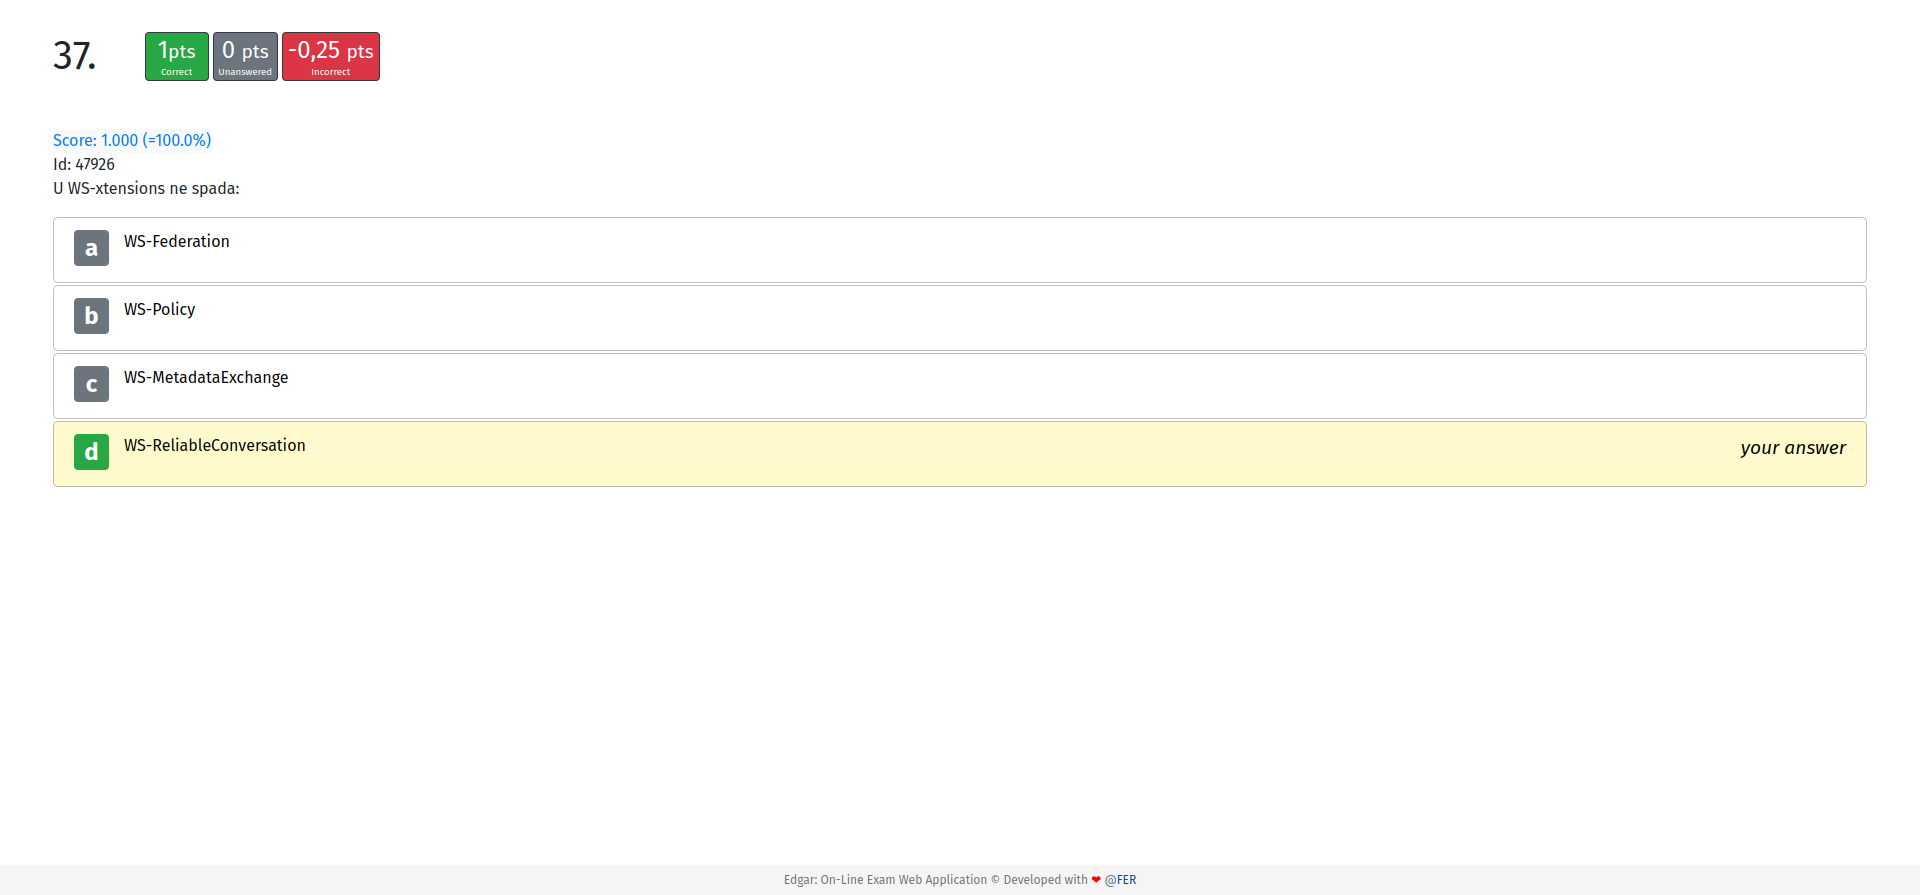 37.
1pts
Correct
0 pts
Unanswered
-0,25 pts
Incorrect
Score: 1.000 (=100.0%)
Id: 47926
U WS-xtensions ne spada:
a WS-Federation
b WS-Policy
c WS-MetadataExchange
d WS-ReliableConversation your answer
Edgar: On-Line Exam Web Application © Developed with ❤ @FER